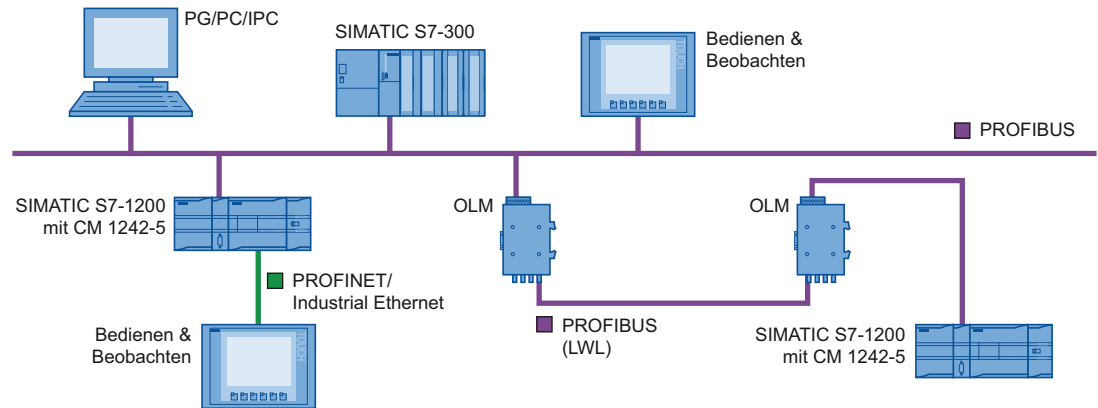 PG/PC/IPC
SIMATIC S7-300
Bedienen &
Beobachten
PROFIBUS
SIMATIC S7-1200
mit CM 1242-5
OLM
OLM
PROFINET/
Industrial Ethernet
Bedienen &
Beobachten
PROFIBUS
(LWL)
SIMATIC S7-1200
mit CM 1242-5